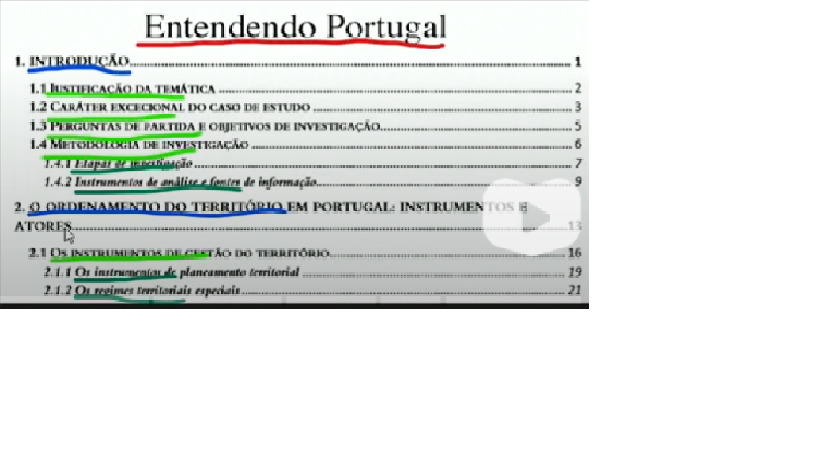 Entendendo Portugal
1. INTRODUÇÃO 1
1.1 JUSTIFICAÇÃO DA TEMÁTICA 2
1.2 CARÁTER EXCECIONAL DO CASO DE ESTUDO 3
1.3 PERGUNTAS DE PARTIDA E OBJETIVOS DE INVESTIGAÇÃO 5
1.4 METODOLOGIA DE INVESTIGAÇÃO 6
1.4.1 Etapas de investigação 7
1.4.2 Instrumentos de análise e fontes de informação 9
2. O ORDENAMENTO DO TERRITÓRIO EM PORTUGAL: INSTRUMENTOS E
ATORES 13
2.1 OS INSTRUMENTOS DE GESTÃO DO TERRITÓRIO 16
2.1.1 Os instrumentos de planeamento territorial 19
2.1.2 Os regimes territoriais especiais 21